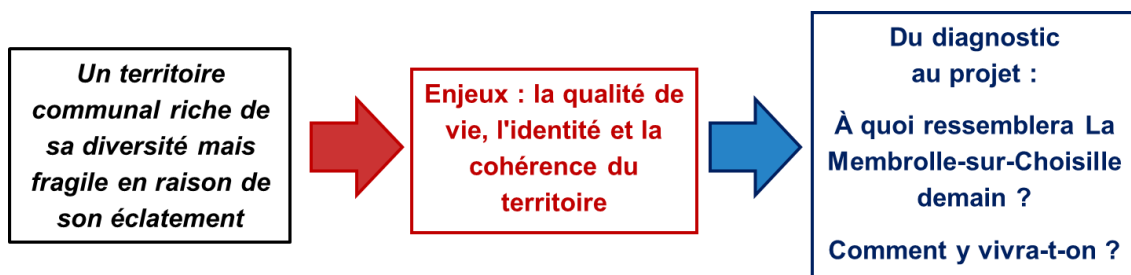 Un territoire
communal riche de
sa diversité mais
fragile en raison de
son éclatement
Enjeux : la qualité de
vie, l'identité et la
cohérence du
territoire
Du diagnostic
au projet :
À quoi ressemblera La
Membrolle-sur-Choisille
demain ?
Comment y vivra-t-on ?